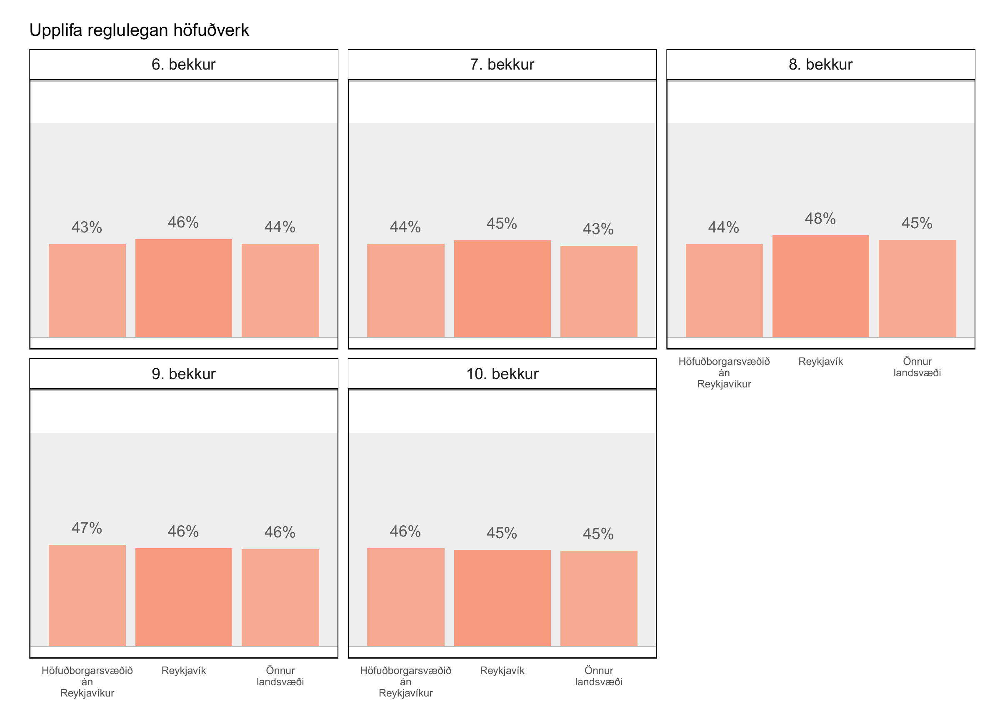 Upplifa reglulegan höfuðverk
6. bekkur
43%
46%
44%
7. bekkur
44%
45%
43%
8. bekkur
44%
48%
45%
Höfuðborgarsvæðið
án
Reykjavíkur
Reykjavík
Önnur
landsvæði
9. bekkur
47%
46%
46%
Höfuðborgarsvæðið
án
Reykjavíkur
Reykjavík
Önnur
landsvæði
10. bekkur
46%
45%
45%
Höfuðborgarsvæðið
án
Reykjavíkur
Reykjavík
Önnur
landsvæði